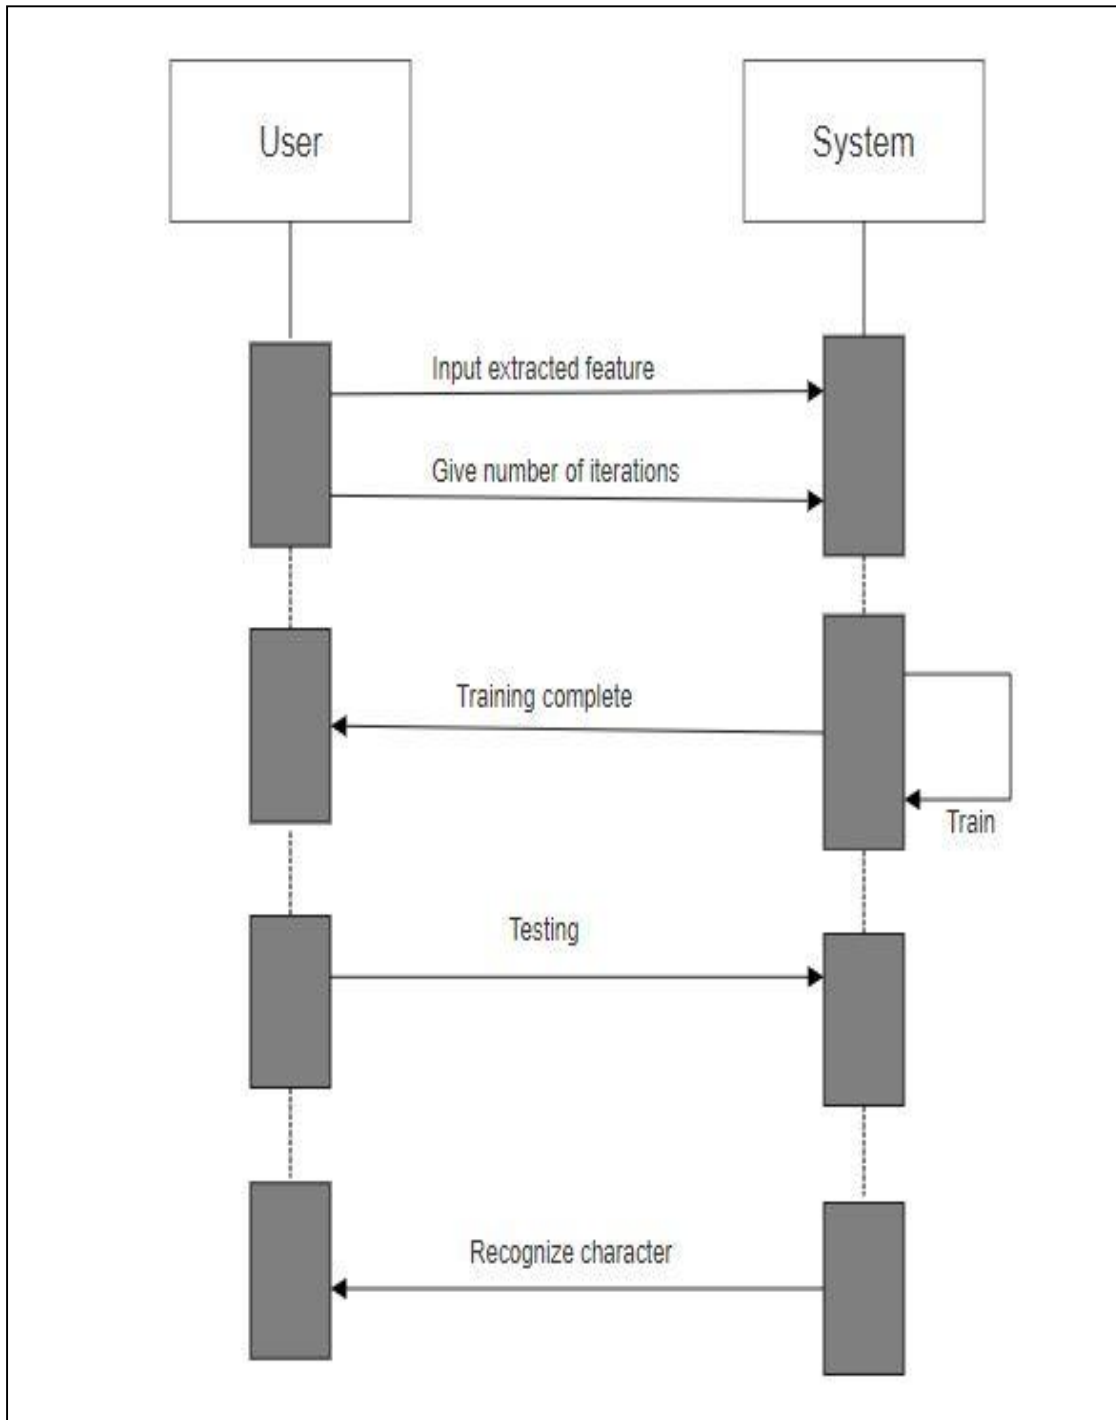 User
System
Input extracted feature
Give number of iterations
Training complete
Train
Testing
Recognize character